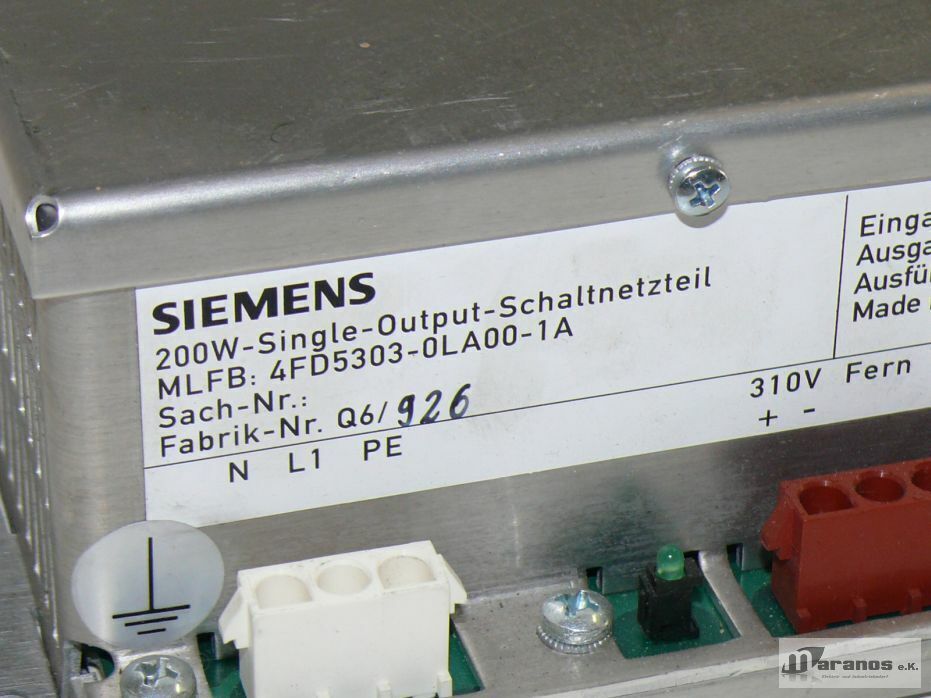 SIEMENS
200W-Single-Output-Schaltnetzteil
MLFB: 4FD5303-0LA00-1A
Sach-Nr.:
Fabrik-Nr. Q6/926
N L1 PE
Einga
Ausga
Ausfü
Made
310V Fern
+ -
maranos e.K.